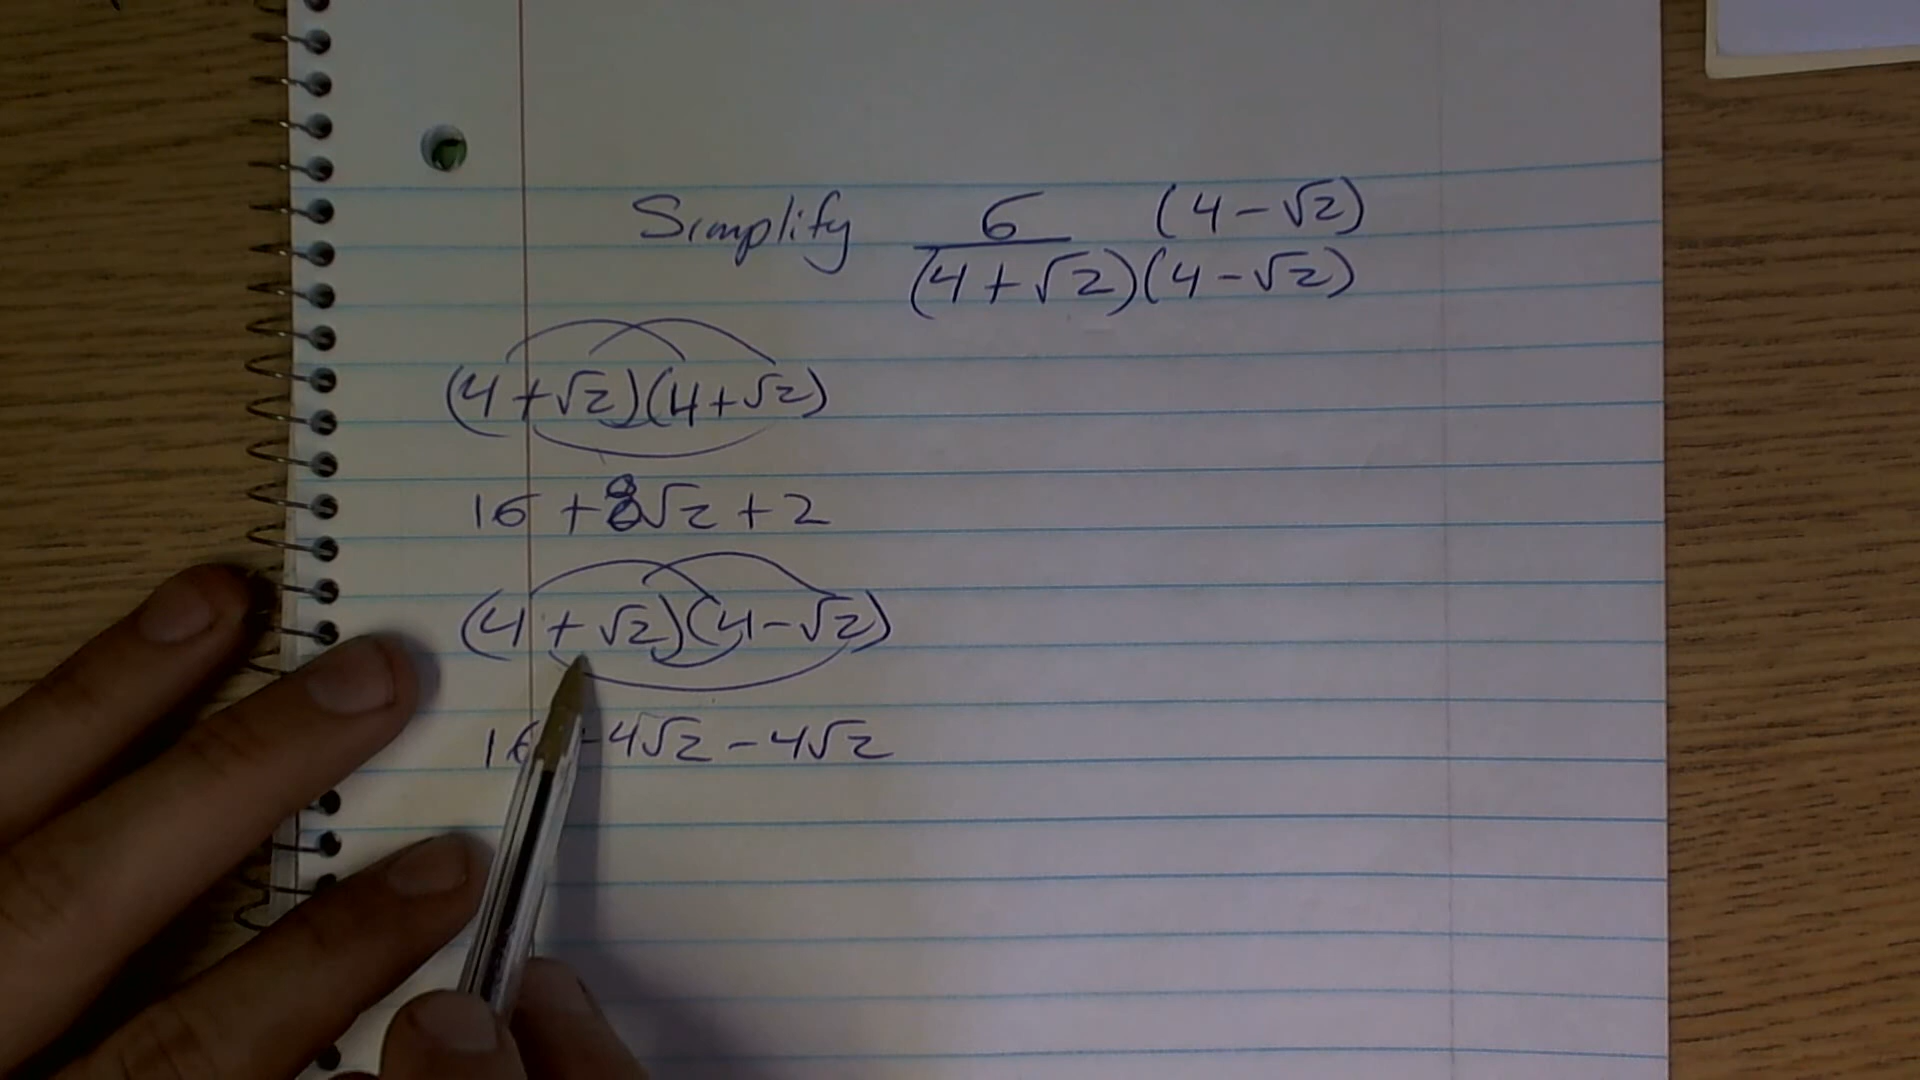 Simplify 6 (4-√2)
(4+√2)(4-√2)
(4+√2)(4+√2)
16 + 8√2 + 2
(4+√2)(4-√2)
16 -4√2 - 4√2